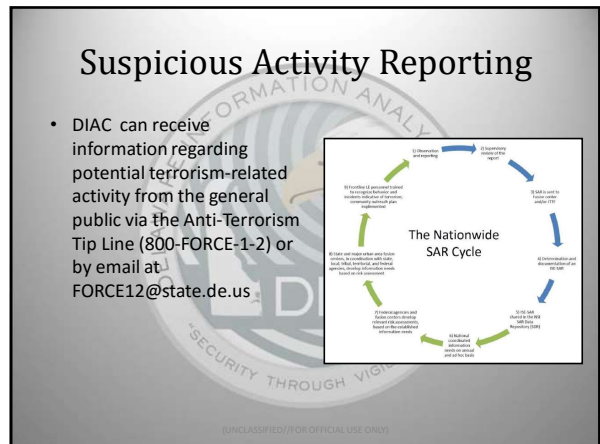 Suspicious Activity Reporting
• DIAC can receive
information regarding
potential terrorism-related
activity from the general
public via the Anti-Terrorism
Tip Line (800-FORCE-1-2) or
by email at
FORCE12@state.de.us
The Nationwide
SAR Cycle
1) Observation
and reporting
2) Supervisory
review of the
report
3) SAR is sent to
fusion center
and/or JTTF
4) Determination and
documentation of an
ISE-SAR
5) ISE-SAR
shared in the NSI
SAR Data
Repository (SDR)
6) National
coordinated
information
needs on annual
and ad hoc basis
7) Federal agencies and
fusion centers develop
relevant risk assessments,
based on the established
information needs
8) State and major urban area fusion
centers, in coordination with state,
local, tribal, territorial, and federal
agencies, develop information needs
based on risk assessment
9) Frontline LE personnel trained
to recognize behavior and
incidents indicative of terrorism;
community outreach plan
implemented
SECURITY THROUGH
(UNCLASSIFIED//FOR OFFICIAL USE ONLY)